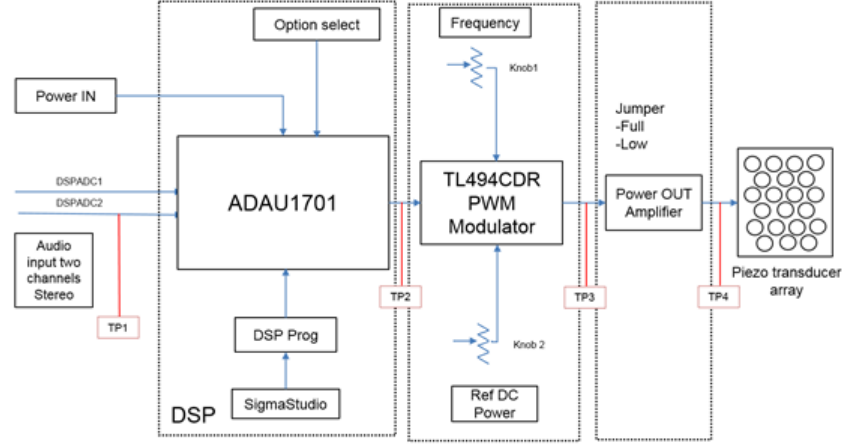 Option select
Frequency
Knob1
Power IN
Jumper
-Full
-Low
DSPADC1
DSPADC2
ADAU1701
TL494CDR
PWM
Modulator
Power OUT
Amplifier
Audio
input two
channels
Stereo
Piezo transducer
array
TP1
TP2
TP3
TP4
DSP Prog
Knob 2
SigmaStudio
Ref DC
Power
DSP